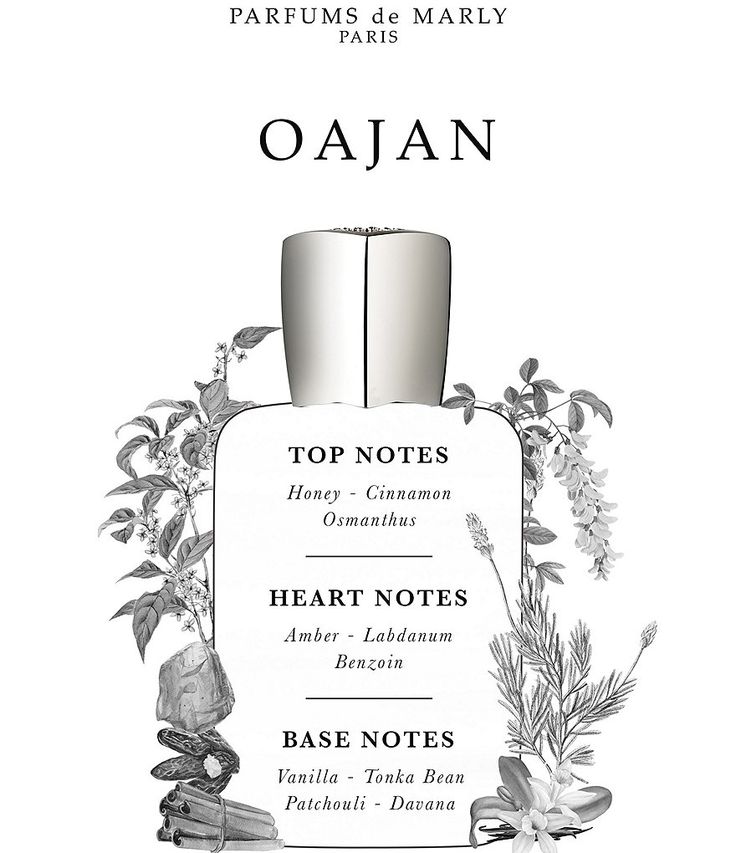 PARFUMS de MARLY
PARIS
OAJAN
TOP NOTES
Honey - Cinnamon
Osmanthus
HEART NOTES
Amber - Labdanum
Benzoin
BASE NOTES
Vanilla - Tonka Bean
Patchouli - Davana